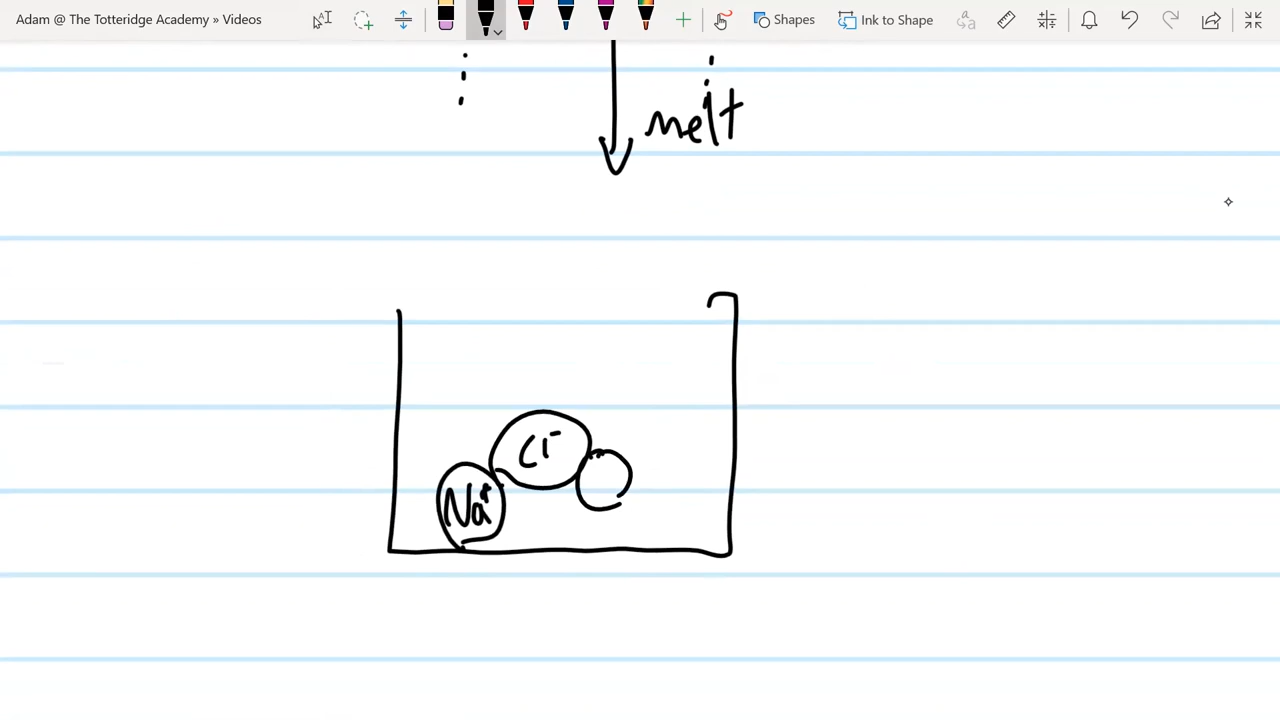 Adam @ The Totteridge Academy » Videos
Shapes
Ink to Shape
melt
Cl⁻
Na⁺